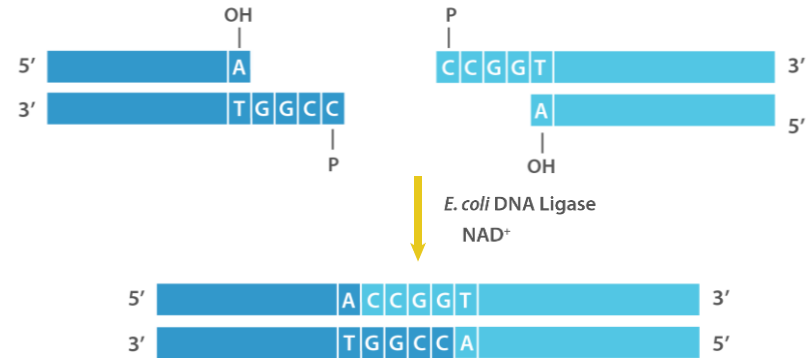 OH P
5′ A C C G G T 3′
3′ T G G C C A 5′
P OH
E. coli DNA Ligase
NAD⁺
5′ A C C G G T 3′
3′ T G G C C A 5′